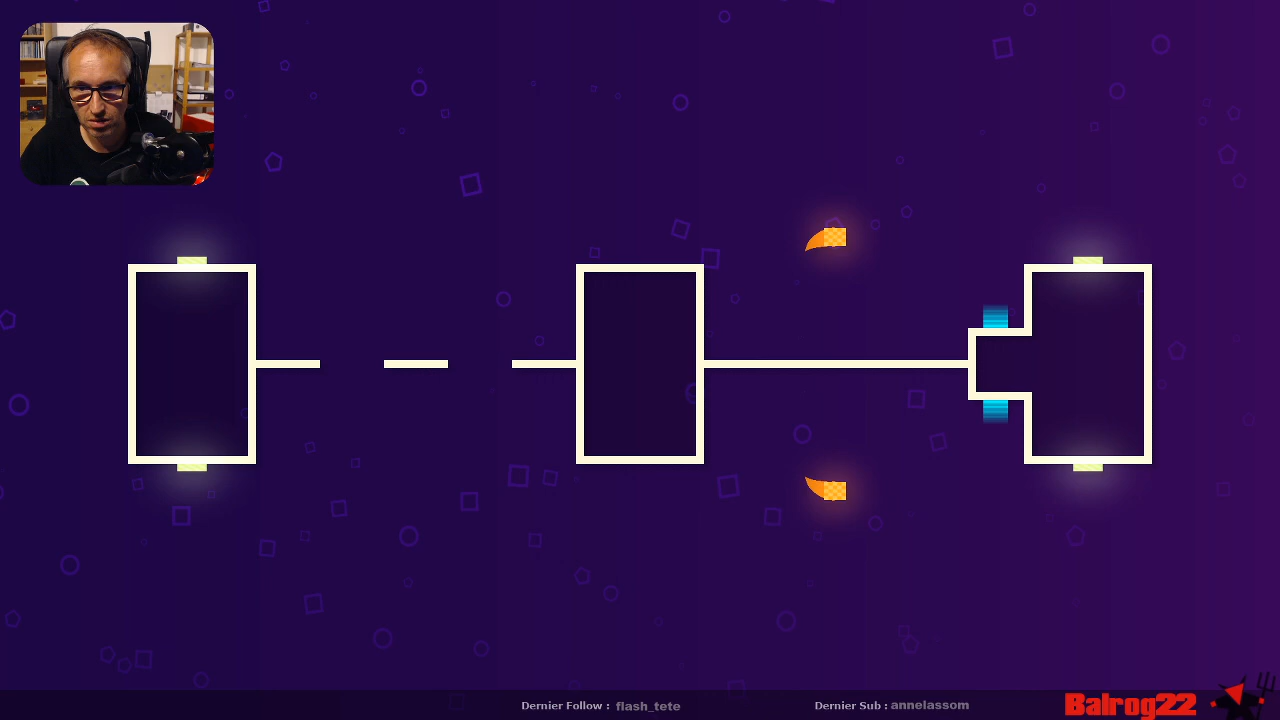 Dernier Follow : flash_tete
Dernier Sub : annelassom
Balrog22